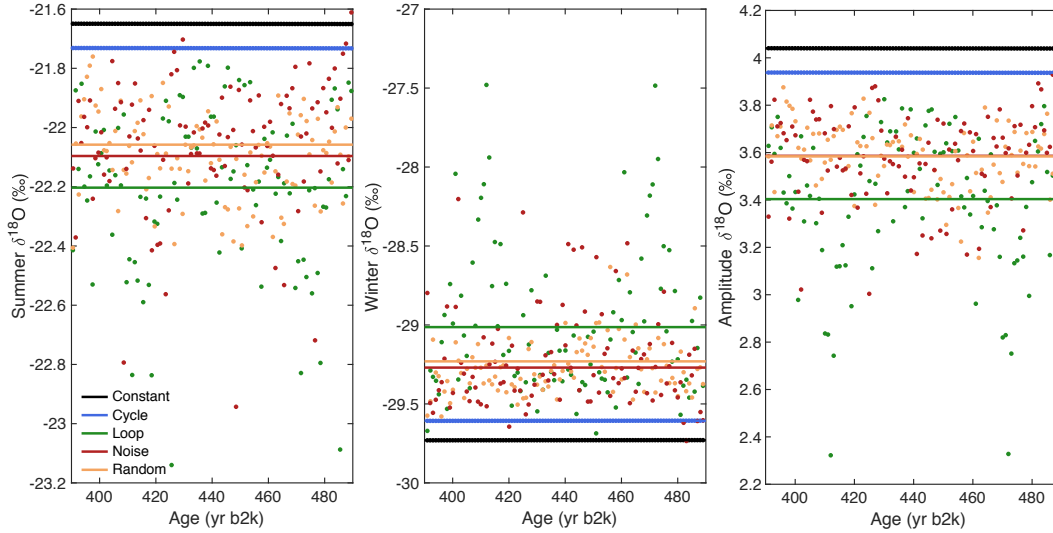 -21.6
-21.8
-22
-22.2
-22.4
-22.6
-22.8
-23
-23.2
Summer δ18O (‰)
Constant
Cycle
Loop
Noise
Random
400 420 440 460 480
Age (yr b2k)
-27
-27.5
-28
-28.5
-29
-29.5
-30
Winter δ18O (‰)
400 420 440 460 480
Age (yr b2k)
4.2
4
3.8
3.6
3.4
3.2
3
2.8
2.6
2.4
2.2
Amplitude δ18O (‰)
400 420 440 460 480
Age (yr b2k)